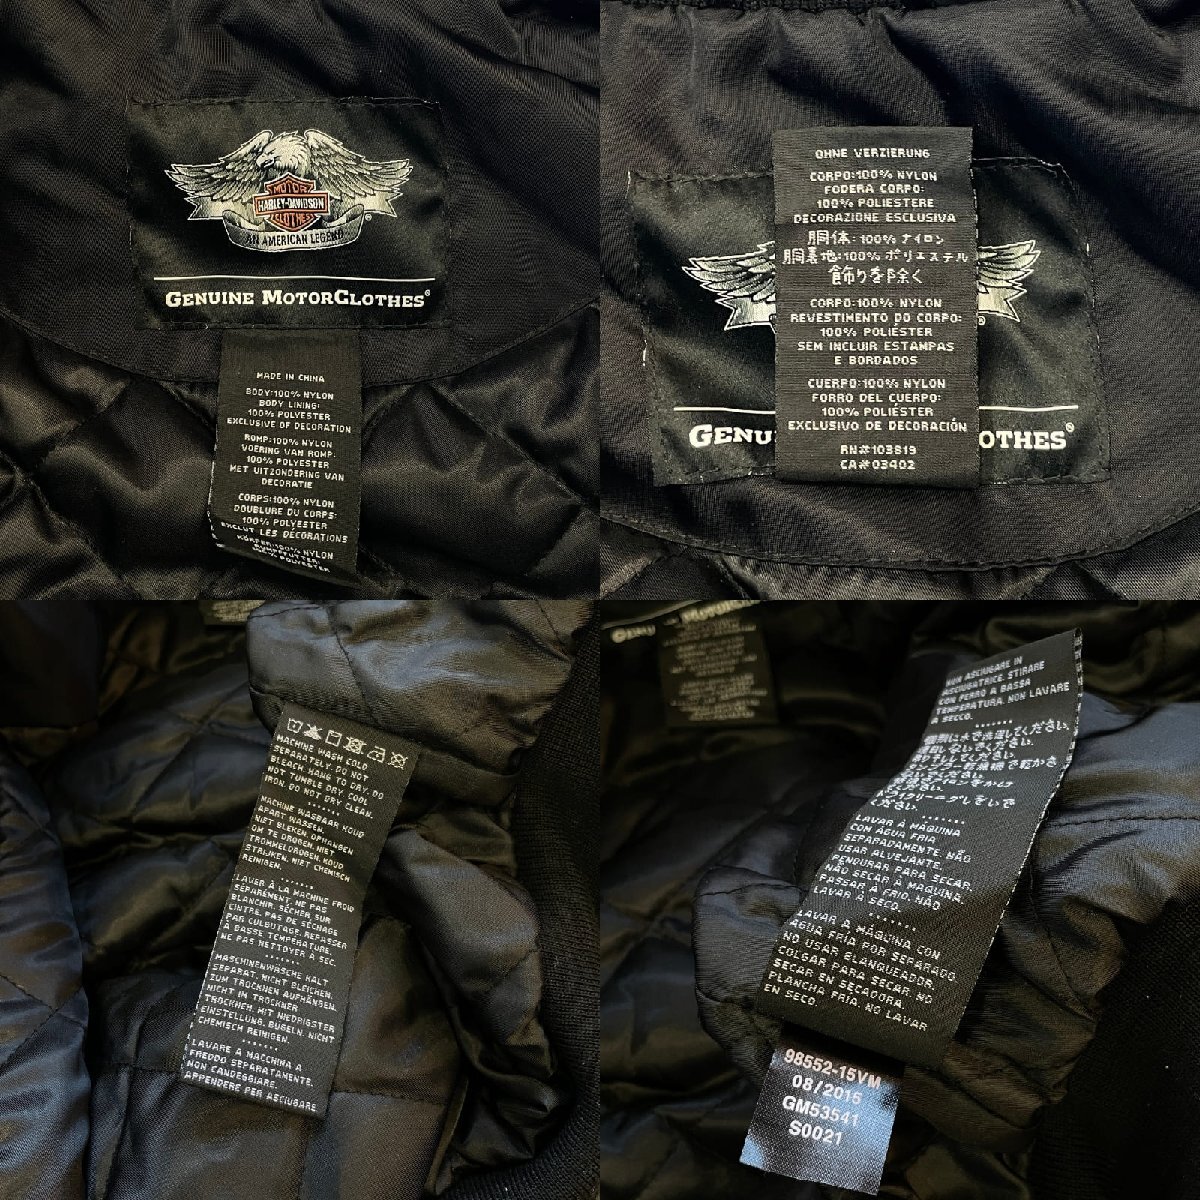 MOTOR
HARLEY-DAVIDSON
CLOTHES
AN AMERICAN LEGEND
GENUINE MOTORCLOTHES®
MADE IN CHINA
BODY:100% NYLON
BODY LINING:
100% POLYESTER
EXCLUSIVE OF DECORATION
ROMP:100% NYLON
VOERING VAN ROMP:
100% POLYESTER
MET UITZONDERING VAN
DECORATIE
CORPS:100% NYLON
DOUBLURE DU CORPS:
100% POLYESTER
EXCLUT LES DÉCORATIONS
KÖRPER:100% NYLON
RUMPFFUTTER:
POLYESTER
OHNE VERZIERUNG
CORPO:100% NYLON
FODERA CORPO:
100% POLIESTERE
DECORAZIONE ESCLUSIVA
胴体:100% ナイロン
胴裏地:100% ポリエステル
飾りを除く
CORPO:100% NYLON
REVESTIMENTO DO CORPO:
100% POLIÉSTER
SEM INCLUIR ESTAMPAS
E BORDADOS
CUERPO:100% NYLON
FORRO DEL CUERPO:
100% POLIÉSTER
EXCLUSIVO DE DECORACIÓN
RN#103819
CA#03402
GENU
OTHES®
MACHINE WASH COLD
SEPARATELY. DO NOT
BLEACH. HANG TO DRY. DO
NOT TUMBLE DRY. COOL
IRON. DO NOT DRY CLEAN.
MACHINE WASBAAR KOUD
APART WASSEN.
NIET BLEKEN. OPHANGEN
OM TE DROGEN. NIET
TROMMELDROGEN. KOUD
STRIJKEN. NIET CHEMISCH
REINIGEN.
LAVER À LA MACHINE FROID
SÉPARÉMENT. NE PAS
BLANCHIR. SÉCHER SUR
CINTRE. PAS DE SÉCHAGE
PAR CULBUTAGE. REPASSER
À BASSE TEMPÉRATURE.
NE PAS NETTOYER À SEC.
MASCHINENWÄSCHE KALT
SEPARAT. NICHT BLEICHEN.
ZUM TROCKNEN AUFHÄNGEN.
NICHT IM TROCKNER
TROCKNEN. MIT NIEDRIGSTER
EINSTELLUNG. BÜGELN. NICHT
CHEMISCH REINIGEN.
LAVARE A MACCHINA A
FREDDO SEPARATAMENTE.
NON CANDEGGIARE.
APPENDERE PER ASCIUGARE.
NON ASCIUGARE IN
ASCIUGATRICE. STIRARE
CON FERRO A BASSA
TEMPERATURA. NON LAVARE
A SECCO.
LAVAR À MÁQUINA
COM ÁGUA FRIA
SEPARADAMENTE. NÃO
USAR ALVEJANTE.
PENDURAR PARA SECAR.
NÃO SECAR À MÁQUINA.
PASSAR A FRIO. NÃO
LAVAR À SECO.
LAVAR A MÁQUINA CON
AGUA FRÍA POR SEPARADO.
NO USAR BLANQUEADOR.
COLGAR PARA SECAR. NO
SECAR EN SECADORA.
PLANCHA FRÍA. NO LAVAR
EN SECO.
98552-15VM
08/2015
GM53541
S0021